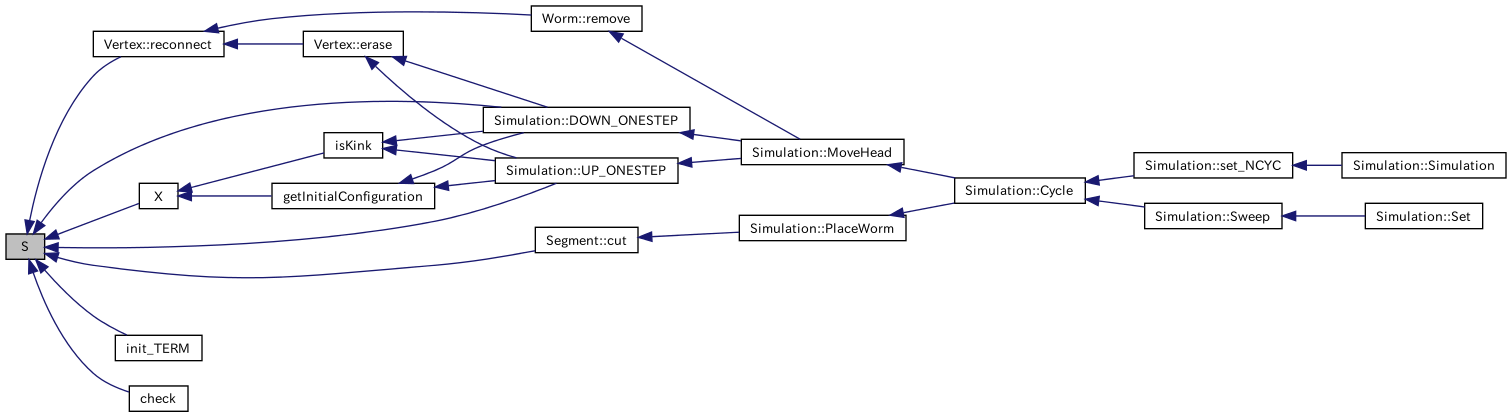 Worm::remove
Vertex::reconnect
Vertex::erase
Simulation::DOWN_ONESTEP
isKink
Simulation::MoveHead
Simulation::set_NCYC
Simulation::Simulation
Simulation::UP_ONESTEP
Simulation::Cycle
X
getInitialConfiguration
Simulation::Sweep
Simulation::Set
Simulation::PlaceWorm
Segment::cut
S
init_TERM
check